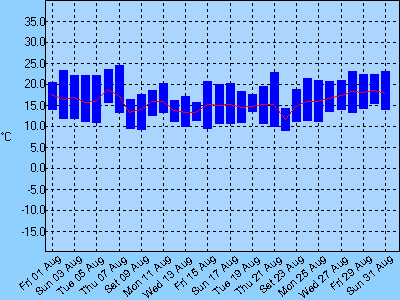 35.0
30.0
25.0
20.0
15.0
10.0
5.0
0.0
-5.0
-10.0
-15.0
°C
Fri 01 Aug
Sun 03 Aug
Tue 05 Aug
Thu 07 Aug
Sat 09 Aug
Mon 11 Aug
Wed 13 Aug
Fri 15 Aug
Sun 17 Aug
Tue 19 Aug
Thu 21 Aug
Sat 23 Aug
Mon 25 Aug
Wed 27 Aug
Fri 29 Aug
Sun 31 Aug